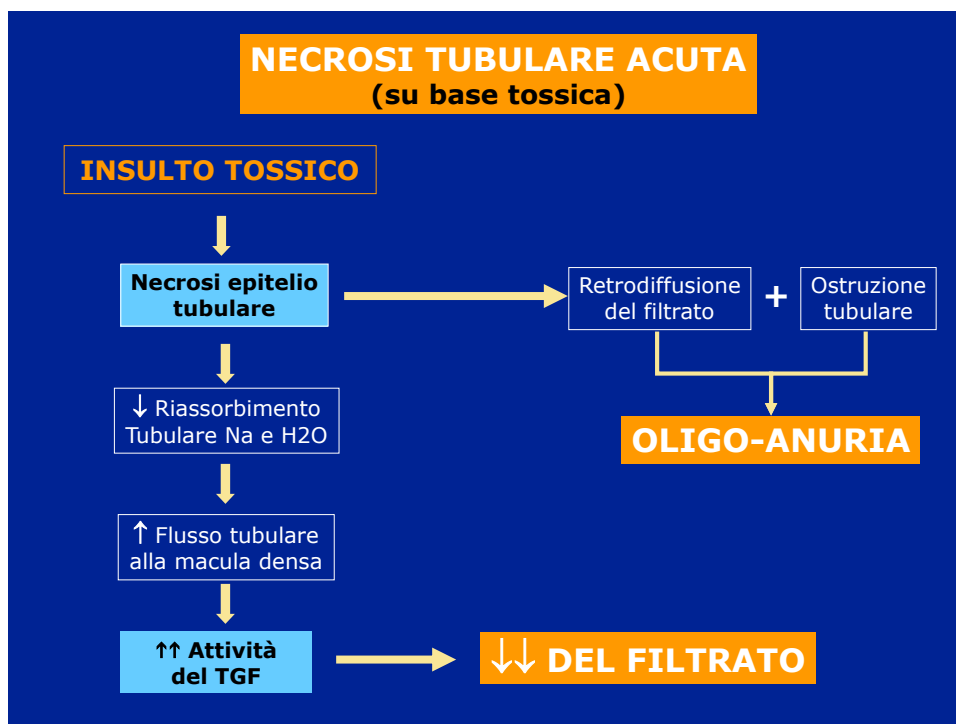 NECROSI TUBULARE ACUTA
(su base tossica)
INSULTO TOSSICO
Necrosi epitelio
tubulare
Retrodiffusione
del filtrato
+
Ostruzione
tubulare
↓ Riassorbimento
Tubulare Na e H2O
OLIGO-ANURIA
↑ Flusso tubulare
alla macula densa
↑↑ Attività
del TGF
↓↓ DEL FILTRATO